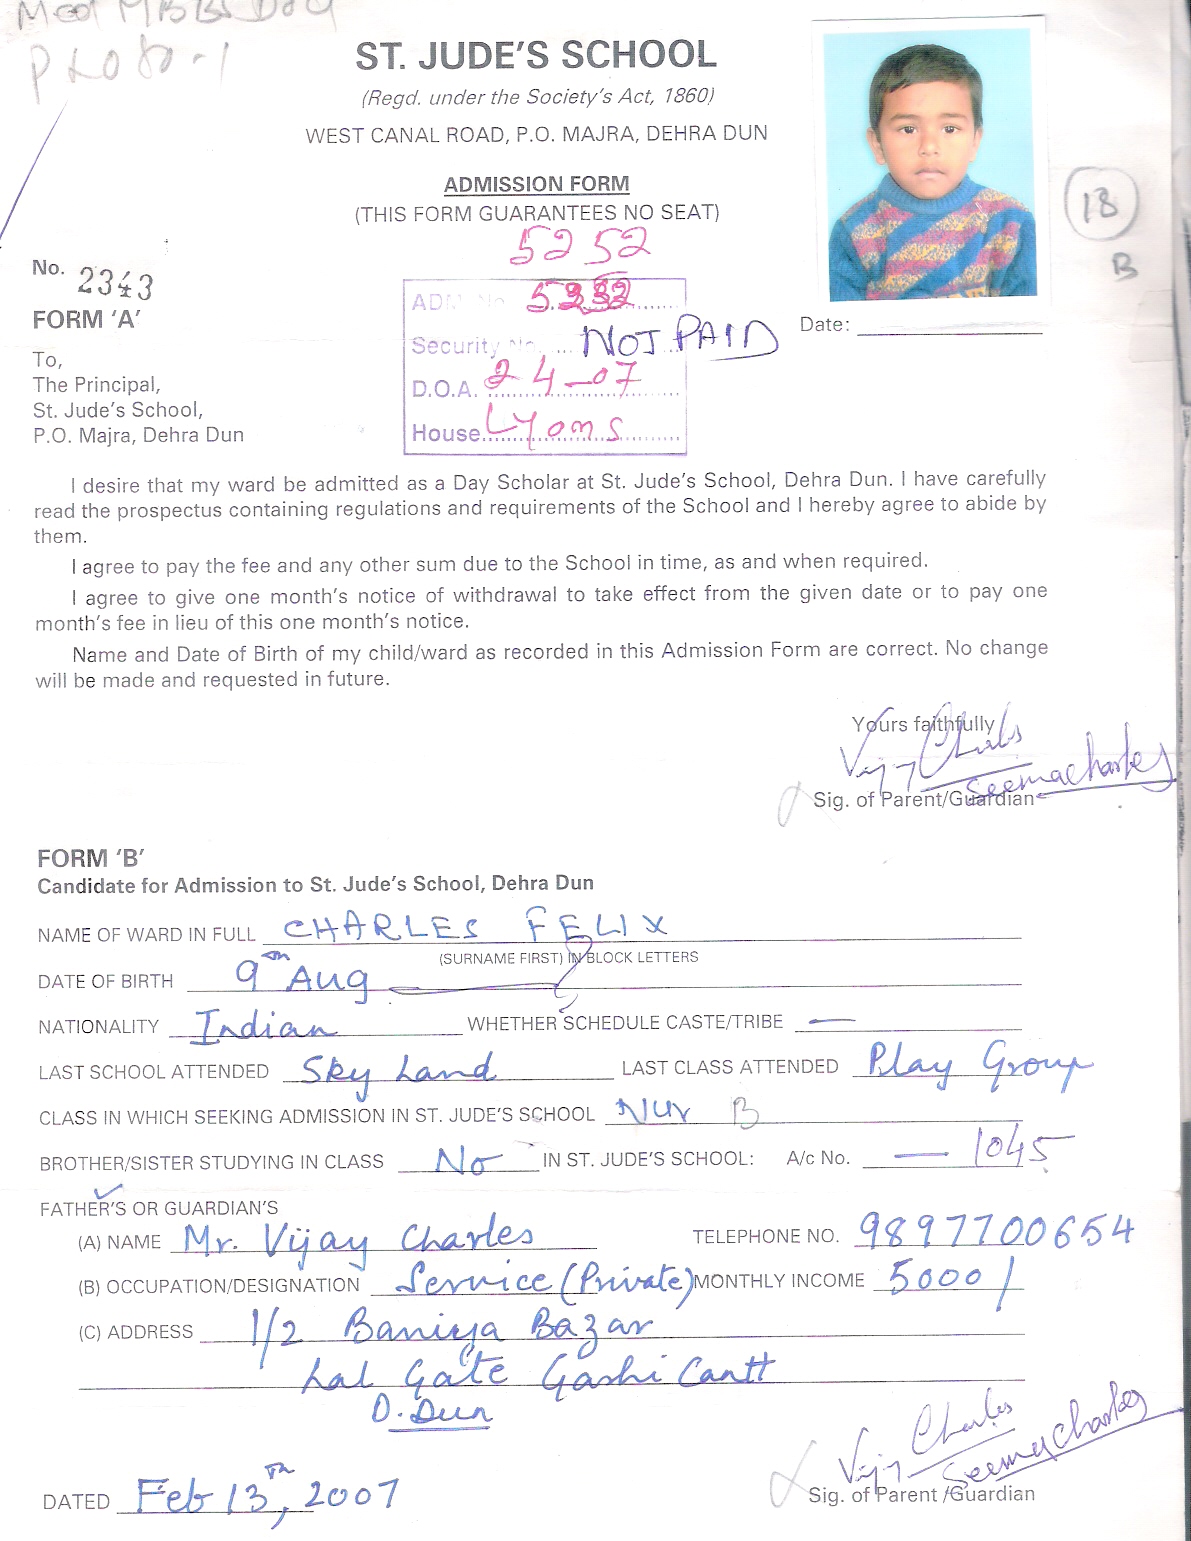 ST. JUDE'S SCHOOL
(Regd. under the Society's Act, 1860)
WEST CANAL ROAD, P.O. MAJRA, DEHRA DUN
ADMISSION FORM
(THIS FORM GUARANTEES NO SEAT)
5252
18
B
No. 2343
ADM No. 5252
FORM 'A'
Security No. ... NOT PAID
Date:
To,
The Principal,
D.O.A. 2 4-07
St. Jude's School,
P.O. Majra, Dehra Dun
House Lyons
I desire that my ward be admitted as a Day Scholar at St. Jude's School, Dehra Dun. I have carefully
read the prospectus containing regulations and requirements of the School and I hereby agree to abide by
them.
I agree to pay the fee and any other sum due to the School in time, as and when required.
I agree to give one month's notice of withdrawal to take effect from the given date or to pay one
month's fee in lieu of this one month's notice.
Name and Date of Birth of my child/ward as recorded in this Admission Form are correct. No change
will be made and requested in future.
Yours faithfully
Vijay Charles
Seema Charles
Sig. of Parent/Guardian
FORM 'B'
Candidate for Admission to St. Jude's School, Dehra Dun
NAME OF WARD IN FULL CHARLES FELIX
(SURNAME FIRST) IN BLOCK LETTERS
DATE OF BIRTH 9th Aug
NATIONALITY Indian WHETHER SCHEDULE CASTE/TRIBE —
LAST SCHOOL ATTENDED Sky Land LAST CLASS ATTENDED Play Group
CLASS IN WHICH SEEKING ADMISSION IN ST. JUDE'S SCHOOL Nur B
BROTHER/SISTER STUDYING IN CLASS No IN ST. JUDE'S SCHOOL: A/c No. — 1045
FATHER'S OR GUARDIAN'S
(A) NAME Mr. Vijay Charles TELEPHONE NO. 9897700654
(B) OCCUPATION/DESIGNATION Service (Private) MONTHLY INCOME 5000/
(C) ADDRESS 1/2 Baniya Bazar
Lal Gate Gashi Cantt
D. Dun
Vijay Charles
Seema Charles
DATED Feb 13th, 2007
Sig. of Parent/Guardian